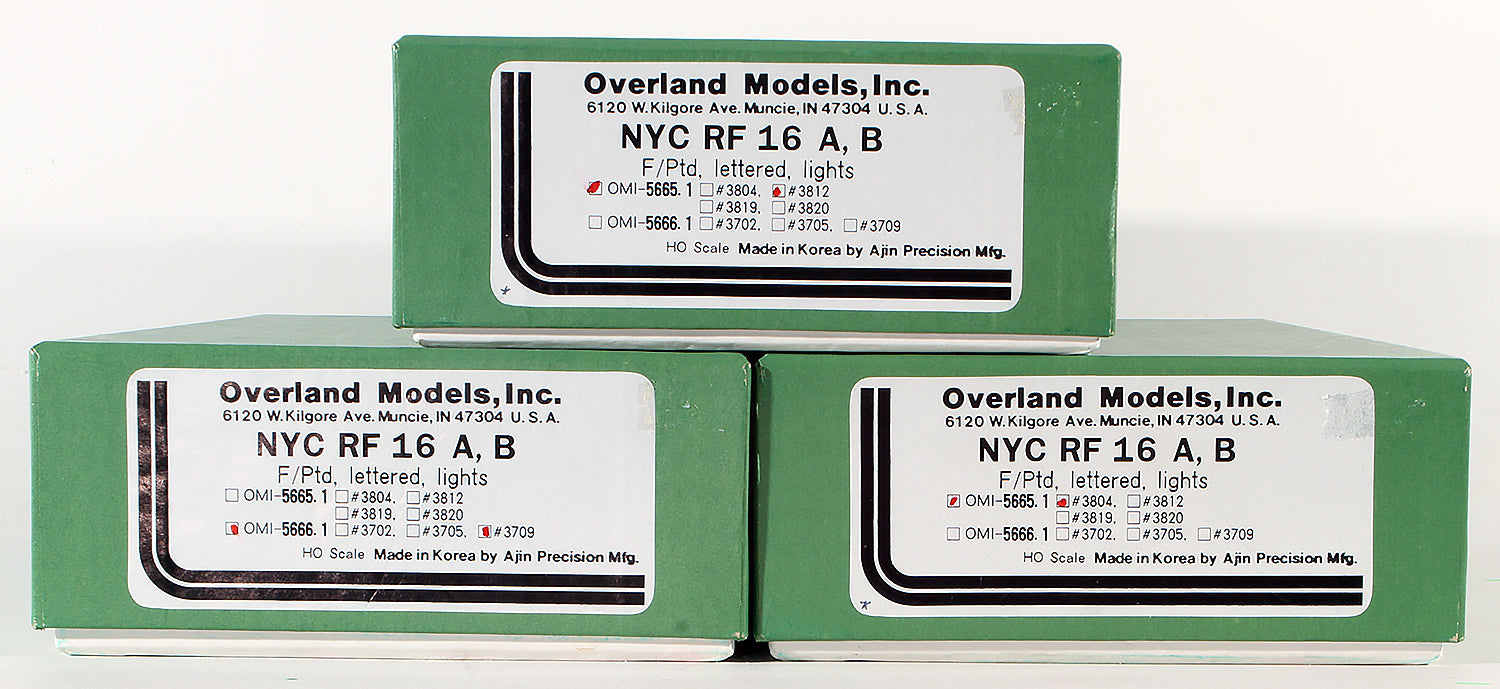 Overland Models,Inc.
6120 W.Kilgore Ave. Muncie, IN 47304 U.S.A.
NYC RF 16 A, B
F/Ptd, lettered, lights
OMI-5665.1 #3804, #3812
#3819, #3820
OMI-5666.1 #3702, #3705, #3709
HO Scale Made in Korea by Ajin Precision Mfg.
*
Overland Models,Inc.
6120 W.Kilgore Ave. Muncie, IN 47304 U.S.A.
NYC RF 16 A, B
F/Ptd, lettered, lights
OMI-5665.1 #3804, #3812
#3819, #3820
OMI-5666.1 #3702, #3705, #3709
HO Scale Made in Korea by Ajin Precision Mfg.
Overland Models,Inc.
6120 W.Kilgore Ave. Muncie, IN 47304 U.S.A.
NYC RF 16 A, B
F/Ptd, lettered, lights
OMI-5665.1 #3804, #3812
#3819, #3820
OMI-5666.1 #3702, #3705, #3709
HO Scale Made in Korea by Ajin Precision Mfg.
*